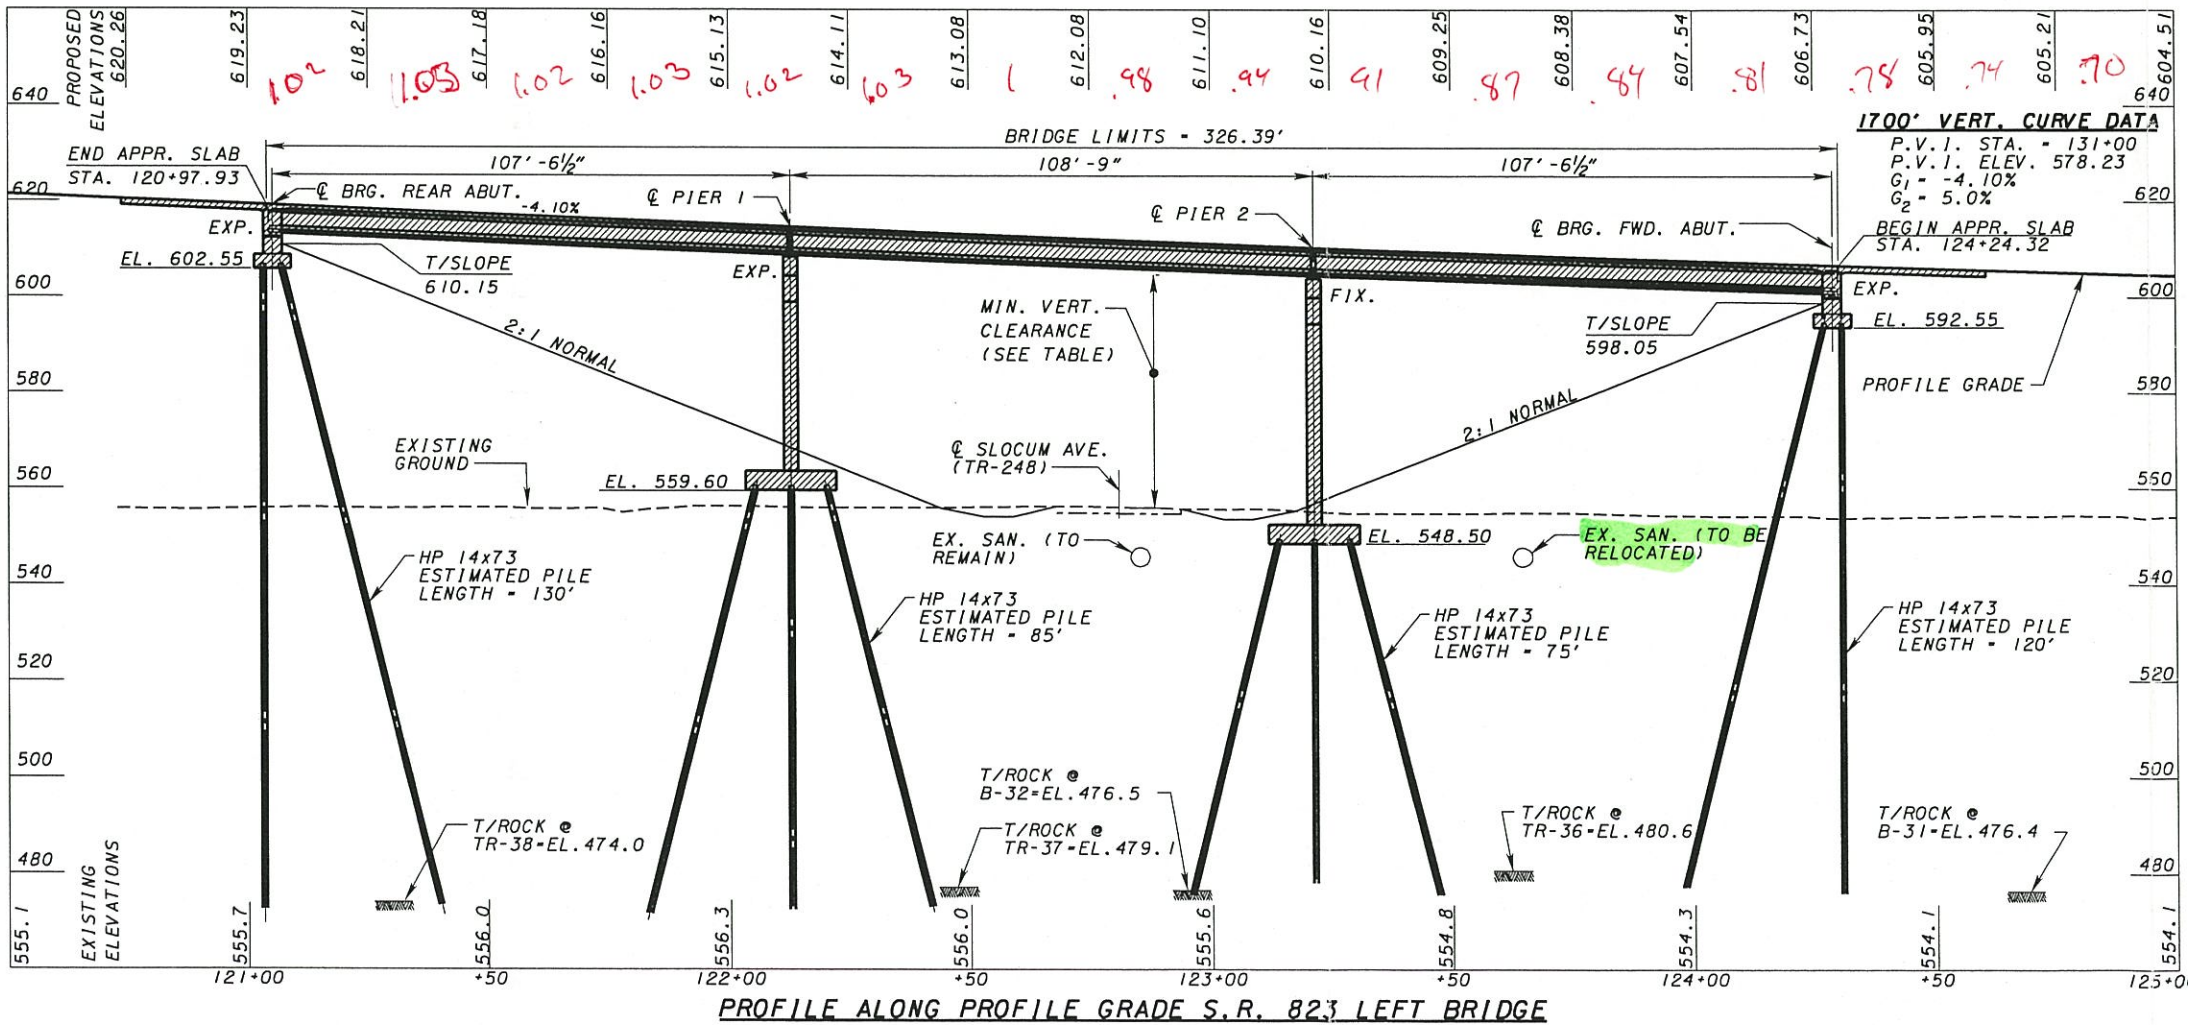 PROPOSED
ELEVATIONS
620.26
619.23
618.21
617.18
616.16
615.13
614.11
613.08
612.08
611.10
610.16
609.25
608.38
607.54
606.73
605.95
605.21
604.51
1.02
1.03
1.02
1.03
1.02
1.03
1
.98
.94
91
.87
.84
.81
.78
.74
.70
640
640
1700' VERT. CURVE DATA
P.V.I. STA. = 131+00
P.V.I. ELEV. 578.23
G1 = -4.10%
G2 = 5.0%
BRIDGE LIMITS = 326.39'
END APPR. SLAB
STA. 120+97.93
107'-6½"
108'-9"
107'-6½"
620
620
℄ BRG. REAR ABUT.
-4.10%
℄ PIER 1
℄ PIER 2
℄ BRG. FWD. ABUT.
BEGIN APPR. SLAB
STA. 124+24.32
EXP.
EL. 602.55
T/SLOPE
610.15
EXP.
FIX.
EXP.
600
600
MIN. VERT.
CLEARANCE
(SEE TABLE)
T/SLOPE
598.05
EL. 592.55
2:1 NORMAL
2:1 NORMAL
580
580
PROFILE GRADE
EXISTING
GROUND
℄ SLOCUM AVE.
(TR-248)
560
560
EL. 559.60
EX. SAN. (TO
REMAIN)
EL. 548.50
EX. SAN. (TO BE
RELOCATED)
540
540
HP 14x73
ESTIMATED PILE
LENGTH = 130'
HP 14x73
ESTIMATED PILE
LENGTH = 85'
HP 14x73
ESTIMATED PILE
LENGTH = 75'
HP 14x73
ESTIMATED PILE
LENGTH = 120'
520
520
500
500
T/ROCK @
B-32=EL.476.5
T/ROCK @
TR-38=EL.474.0
T/ROCK @
TR-37=EL.479.1
T/ROCK @
TR-36=EL.480.6
T/ROCK @
B-31=EL.476.4
480
480
EXISTING
ELEVATIONS
555.1
555.7
556.0
556.3
556.0
555.6
554.8
554.3
554.1
554.1
121+00
+50
122+00
+50
123+00
+50
124+00
+50
125+00
PROFILE ALONG PROFILE GRADE S.R. 823 LEFT BRIDGE